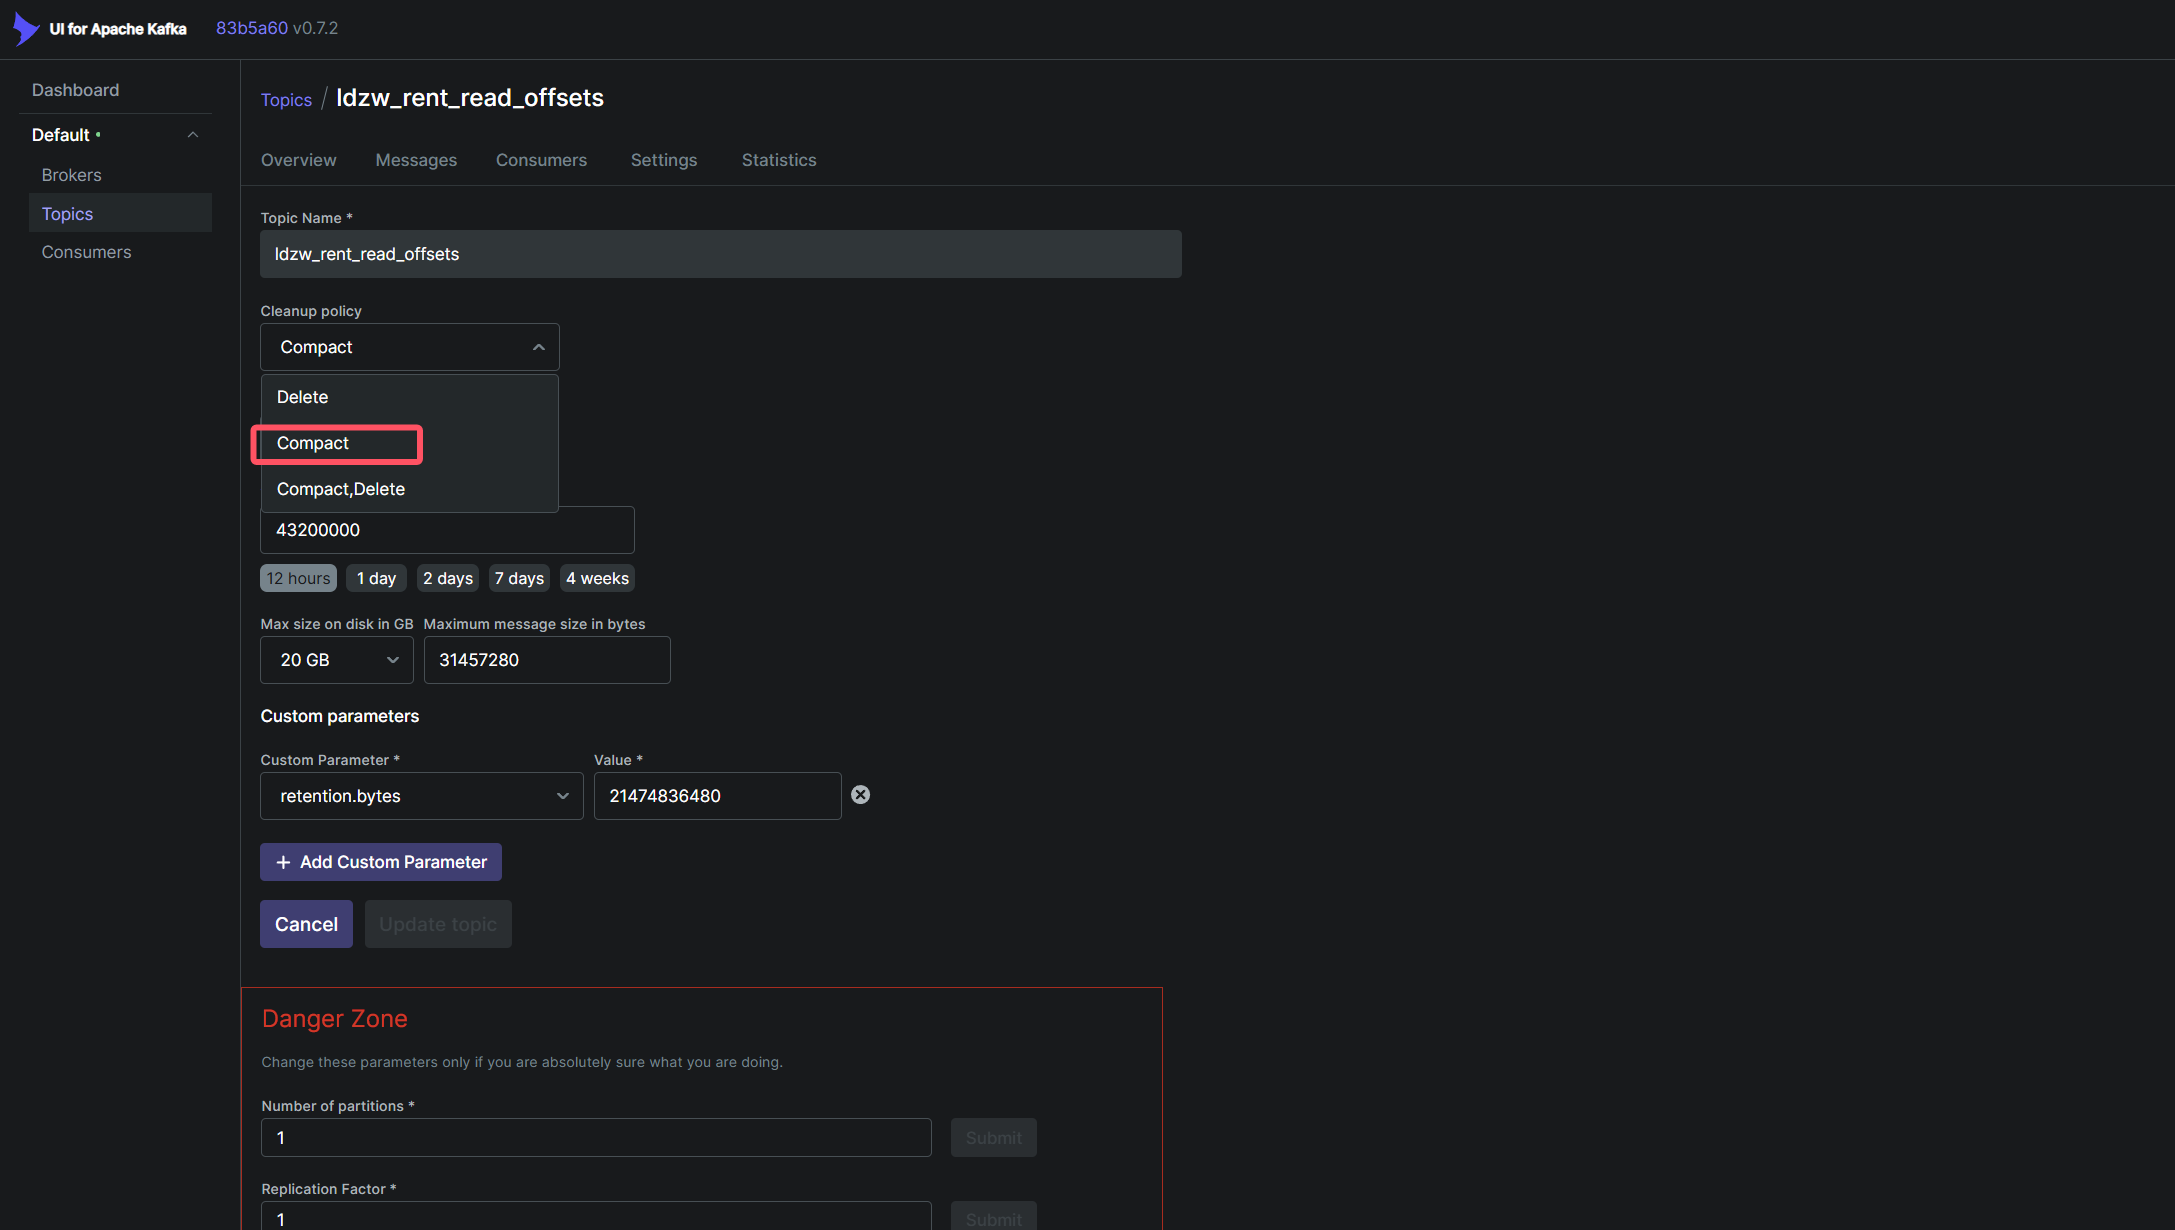 UI for Apache Kafka 83b5a60 v0.7.2
Dashboard
Default
Brokers
Topics
Consumers
Topics / ldzw_rent_read_offsets
Overview Messages Consumers Settings Statistics
Topic Name *
ldzw_rent_read_offsets
Cleanup policy
Compact
Delete
Compact
Compact,Delete
43200000
12 hours 1 day 2 days 7 days 4 weeks
Max size on disk in GB Maximum message size in bytes
20 GB 31457280
Custom parameters
Custom Parameter * Value *
retention.bytes 21474836480
+ Add Custom Parameter
Cancel Update topic
Danger Zone
Change these parameters only if you are absolutely sure what you are doing.
Number of partitions *
1 Submit
Replication Factor *
1 Submit